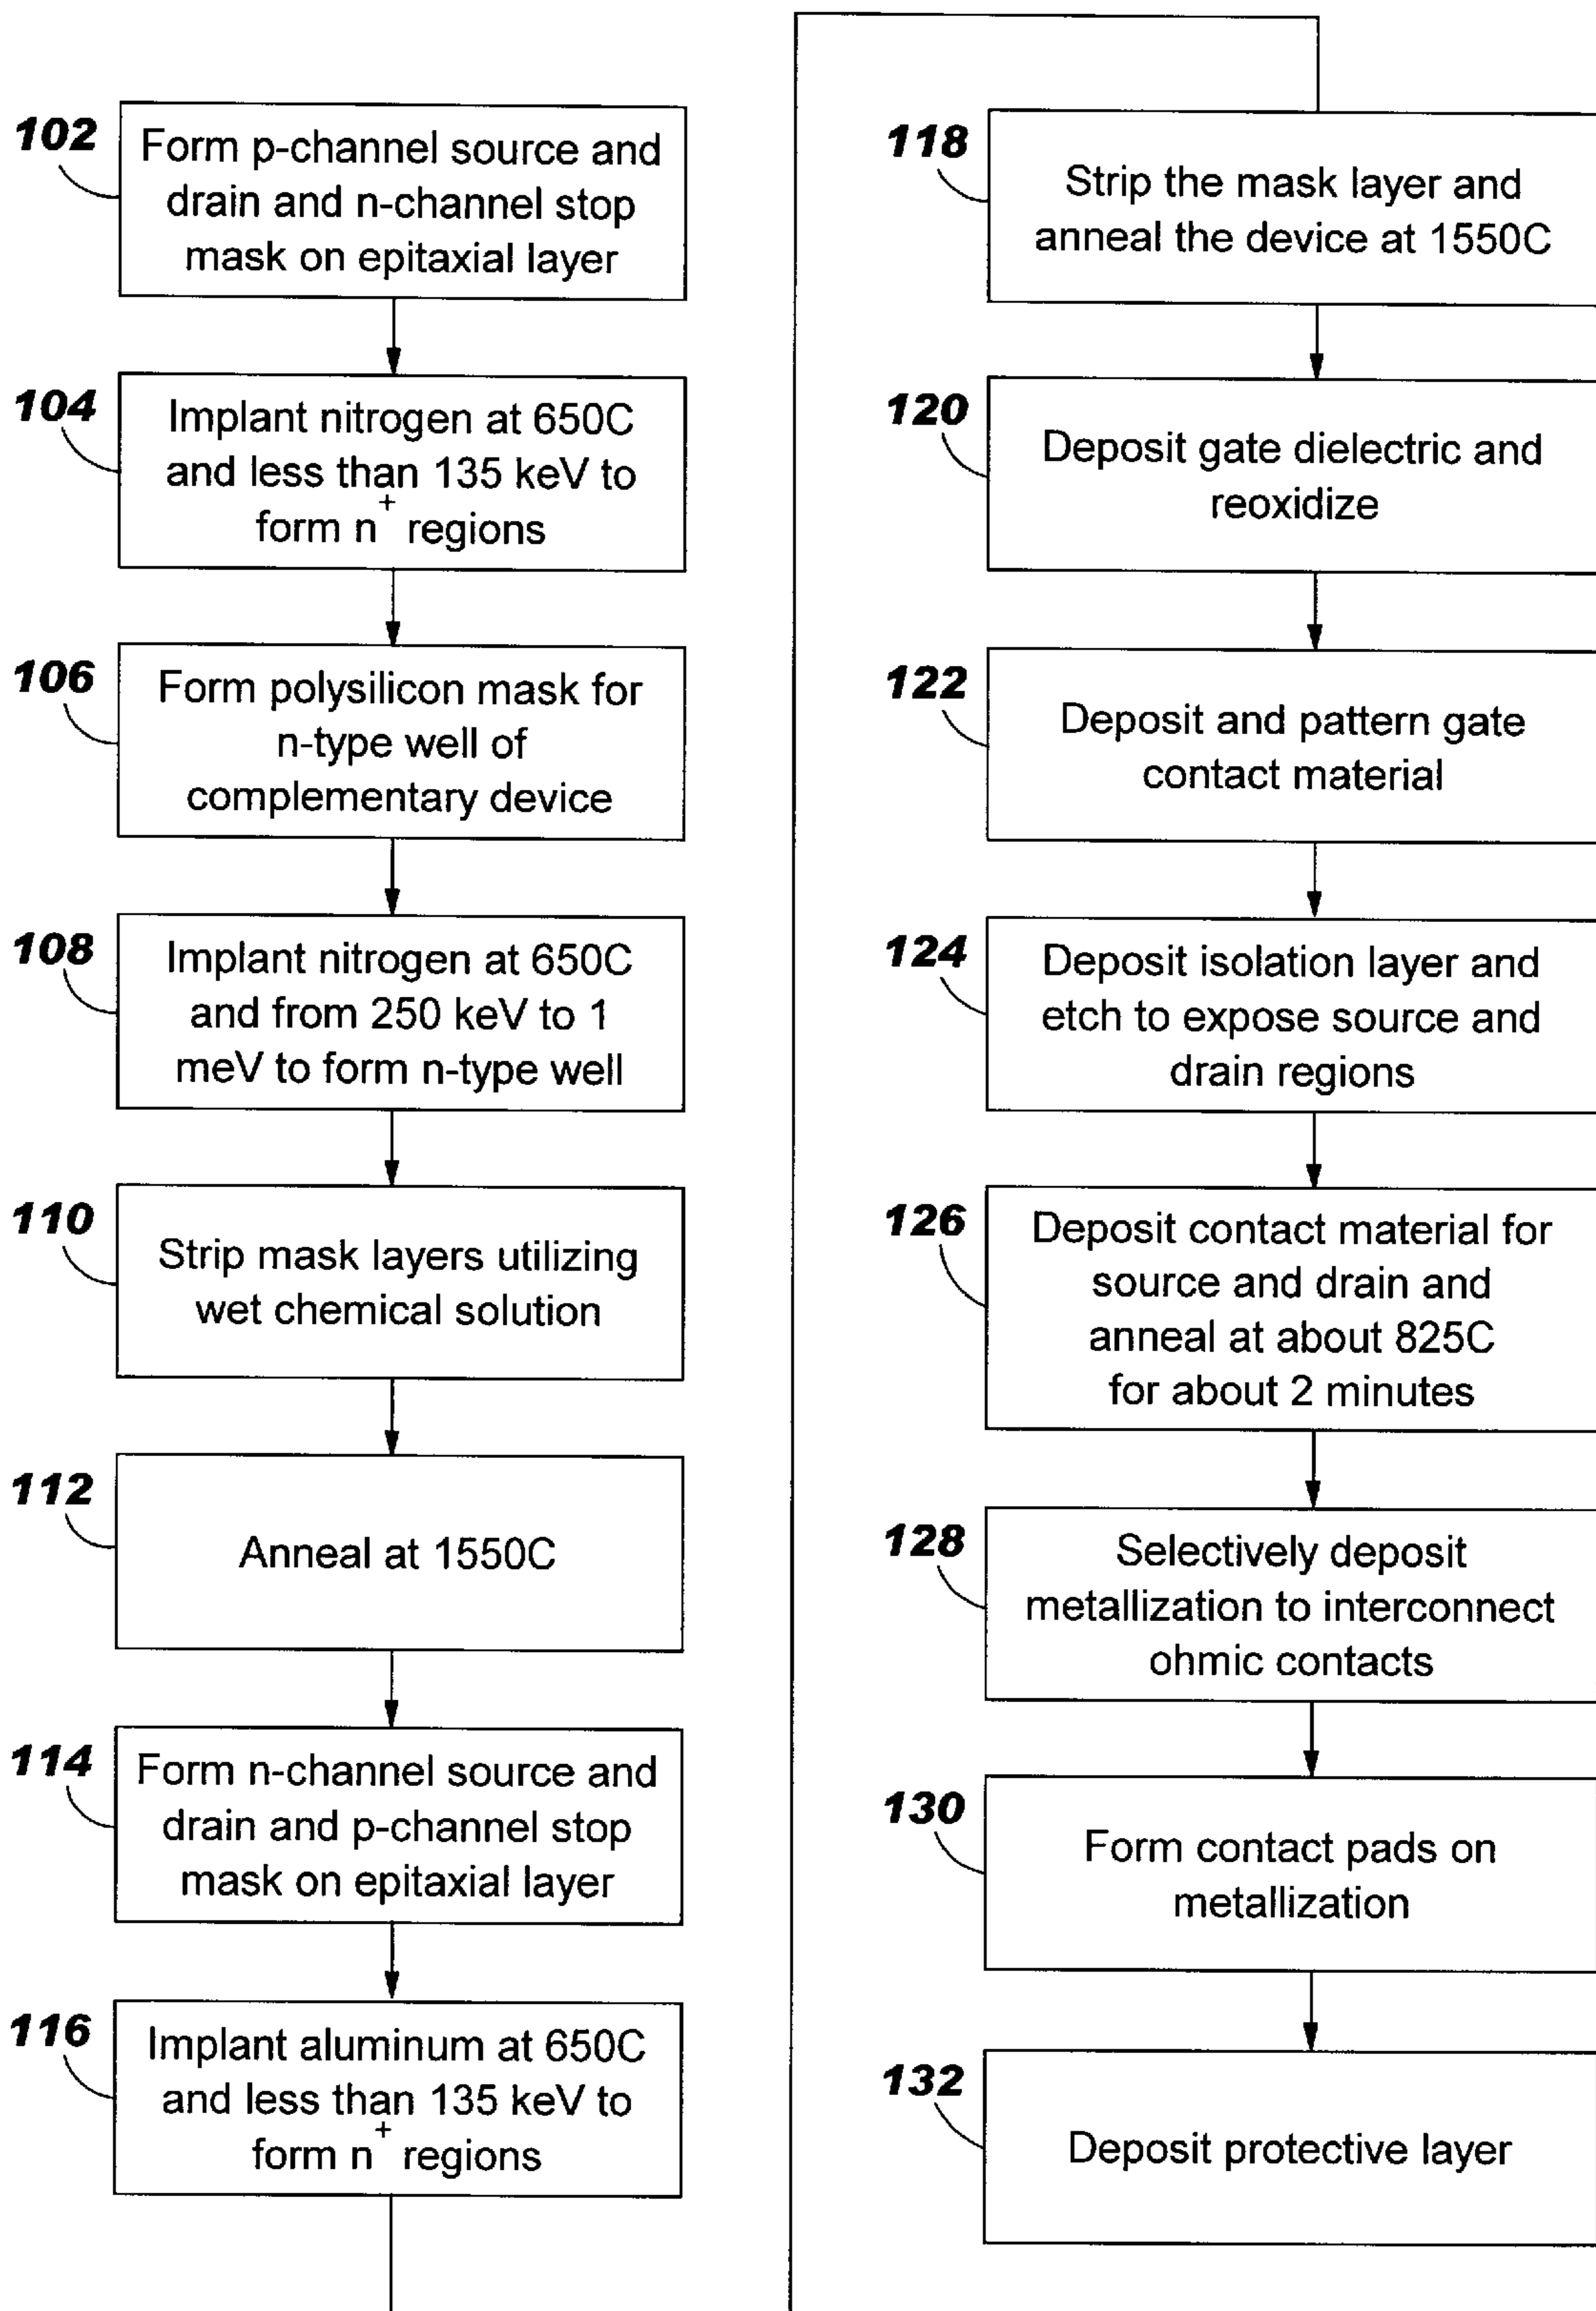 102
Form p-channel source and
drain and n-channel stop
mask on epitaxial layer
104
Implant nitrogen at 650C
and less than 135 keV to
form n⁺ regions
106
Form polysilicon mask for
n-type well of
complementary device
108
Implant nitrogen at 650C
and from 250 keV to 1
meV to form n-type well
110
Strip mask layers utilizing
wet chemical solution
112
Anneal at 1550C
114
Form n-channel source and
drain and p-channel stop
mask on epitaxial layer
116
Implant aluminum at 650C
and less than 135 keV to
form n⁺ regions
118
Strip the mask layer and
anneal the device at 1550C
120
Deposit gate dielectric and
reoxidize
122
Deposit and pattern gate
contact material
124
Deposit isolation layer and
etch to expose source and
drain regions
126
Deposit contact material for
source and drain and
anneal at about 825C
for about 2 minutes
128
Selectively deposit
metallization to interconnect
ohmic contacts
130
Form contact pads on
metallization
132
Deposit protective layer